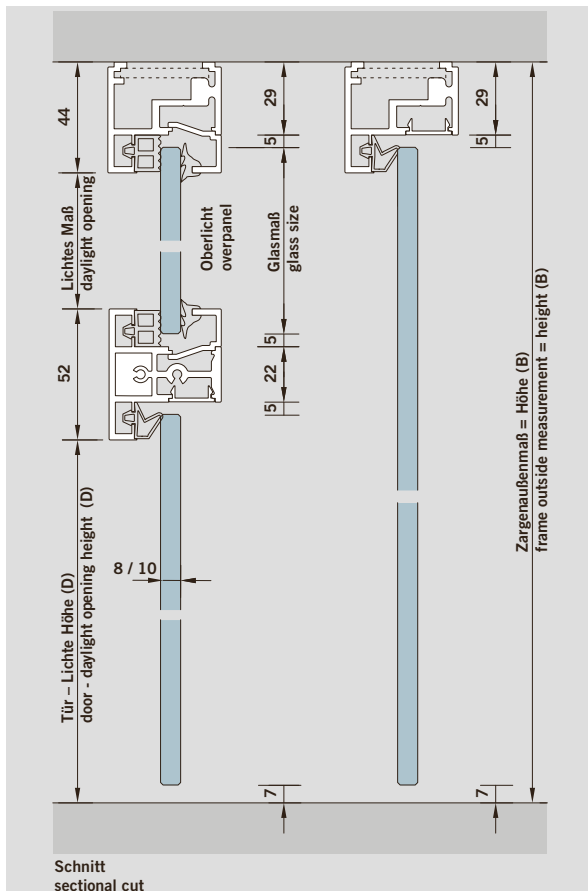 44
29
29
5
5
Lichtes Maß
daylight opening
Oberlicht
overpanel
Glasmaß
glass size
5
52
22
5
Zargenaußenmaß = Höhe (B)
frame outside measurement = height (B)
8 / 10
Tür – Lichte Höhe (D)
door - daylight opening height (D)
7
7
Schnitt
sectional cut